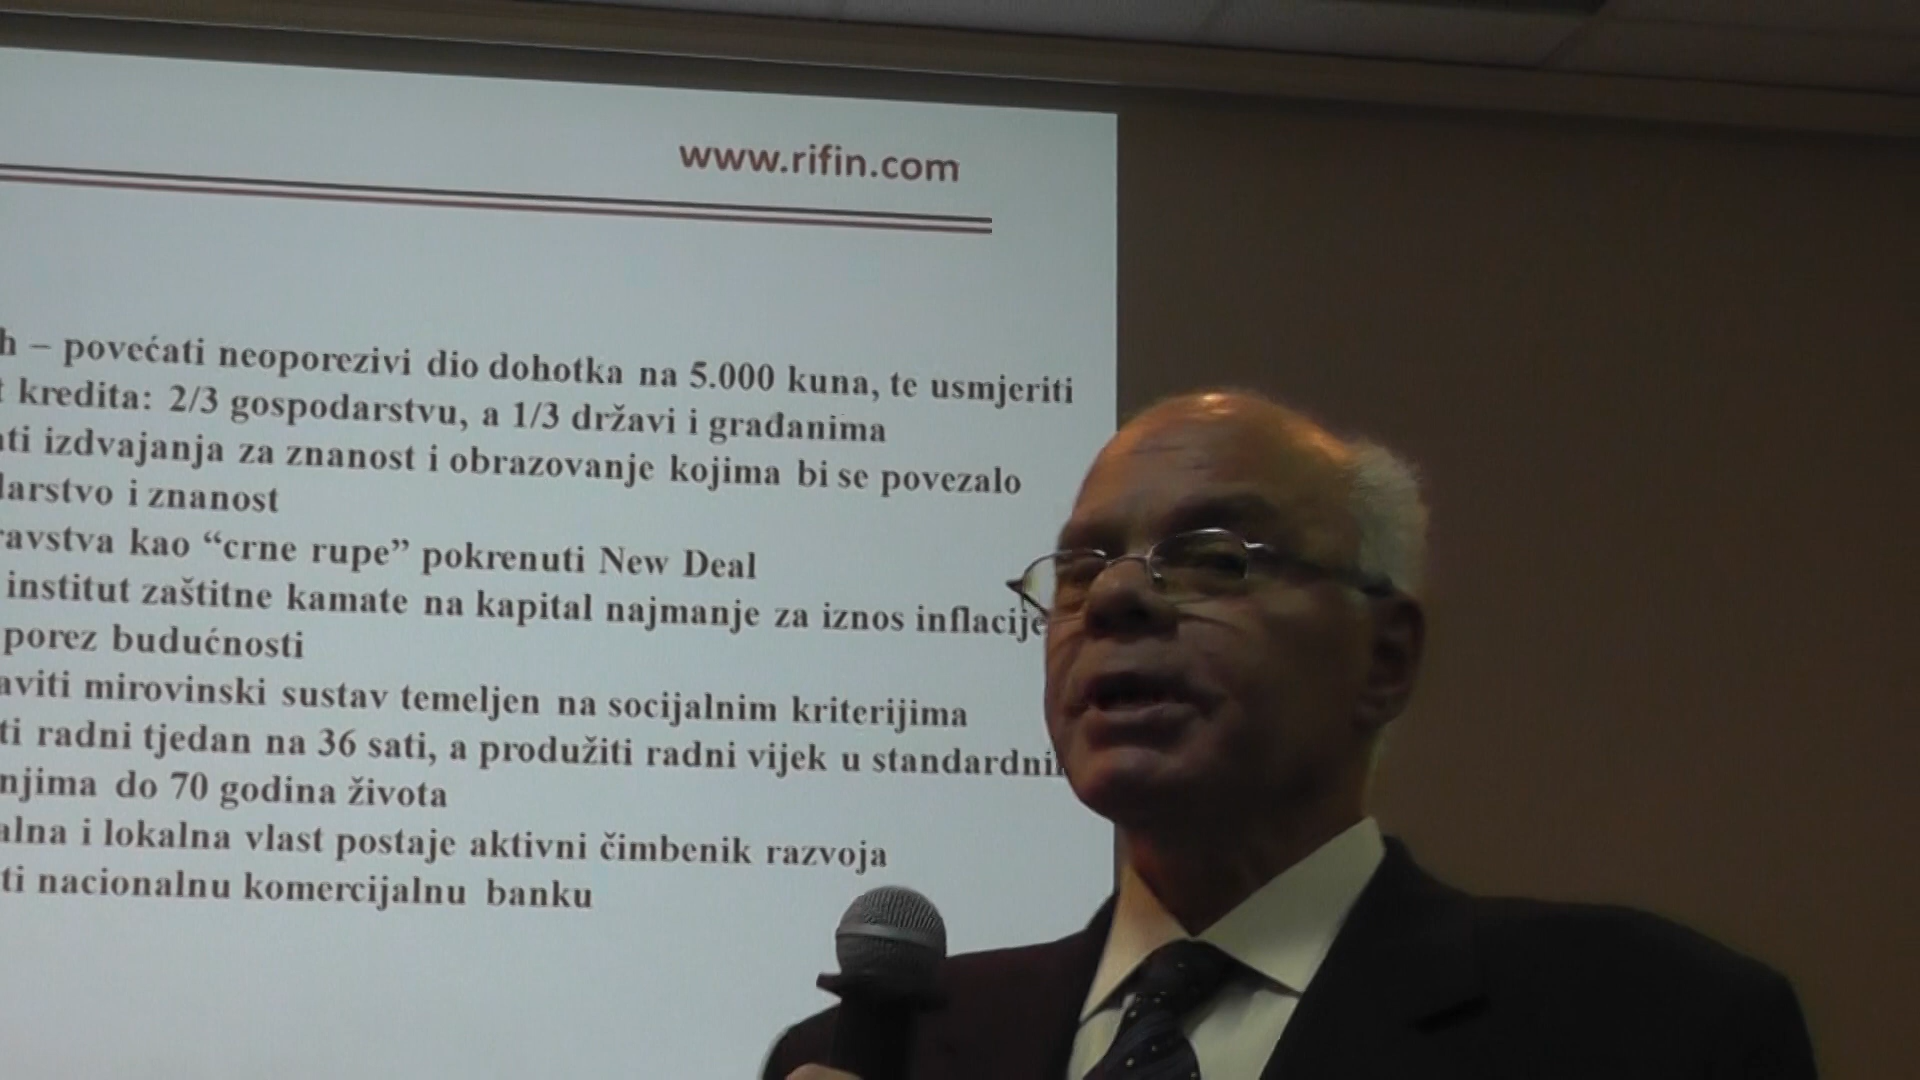 www.rifin.com
h – povećati neoporezivi dio dohotka na 5.000 kuna, te usmjeriti
kredita: 2/3 gospodarstvu, a 1/3 državi i građanima
ti izdvajanja za znanost i obrazovanje kojima bi se povezalo
darstvo i znanost
ravstva kao “crne rupe” pokrenuti New Deal
institut zaštitne kamate na kapital najmanje za iznos inflacije
porez budućnosti
aviti mirovinski sustav temeljen na socijalnim kriterijima
ti radni tjedan na 36 sati, a produžiti radni vijek u standardni
njima do 70 godina života
alna i lokalna vlast postaje aktivni čimbenik razvoja
ti nacionalnu komercijalnu banku